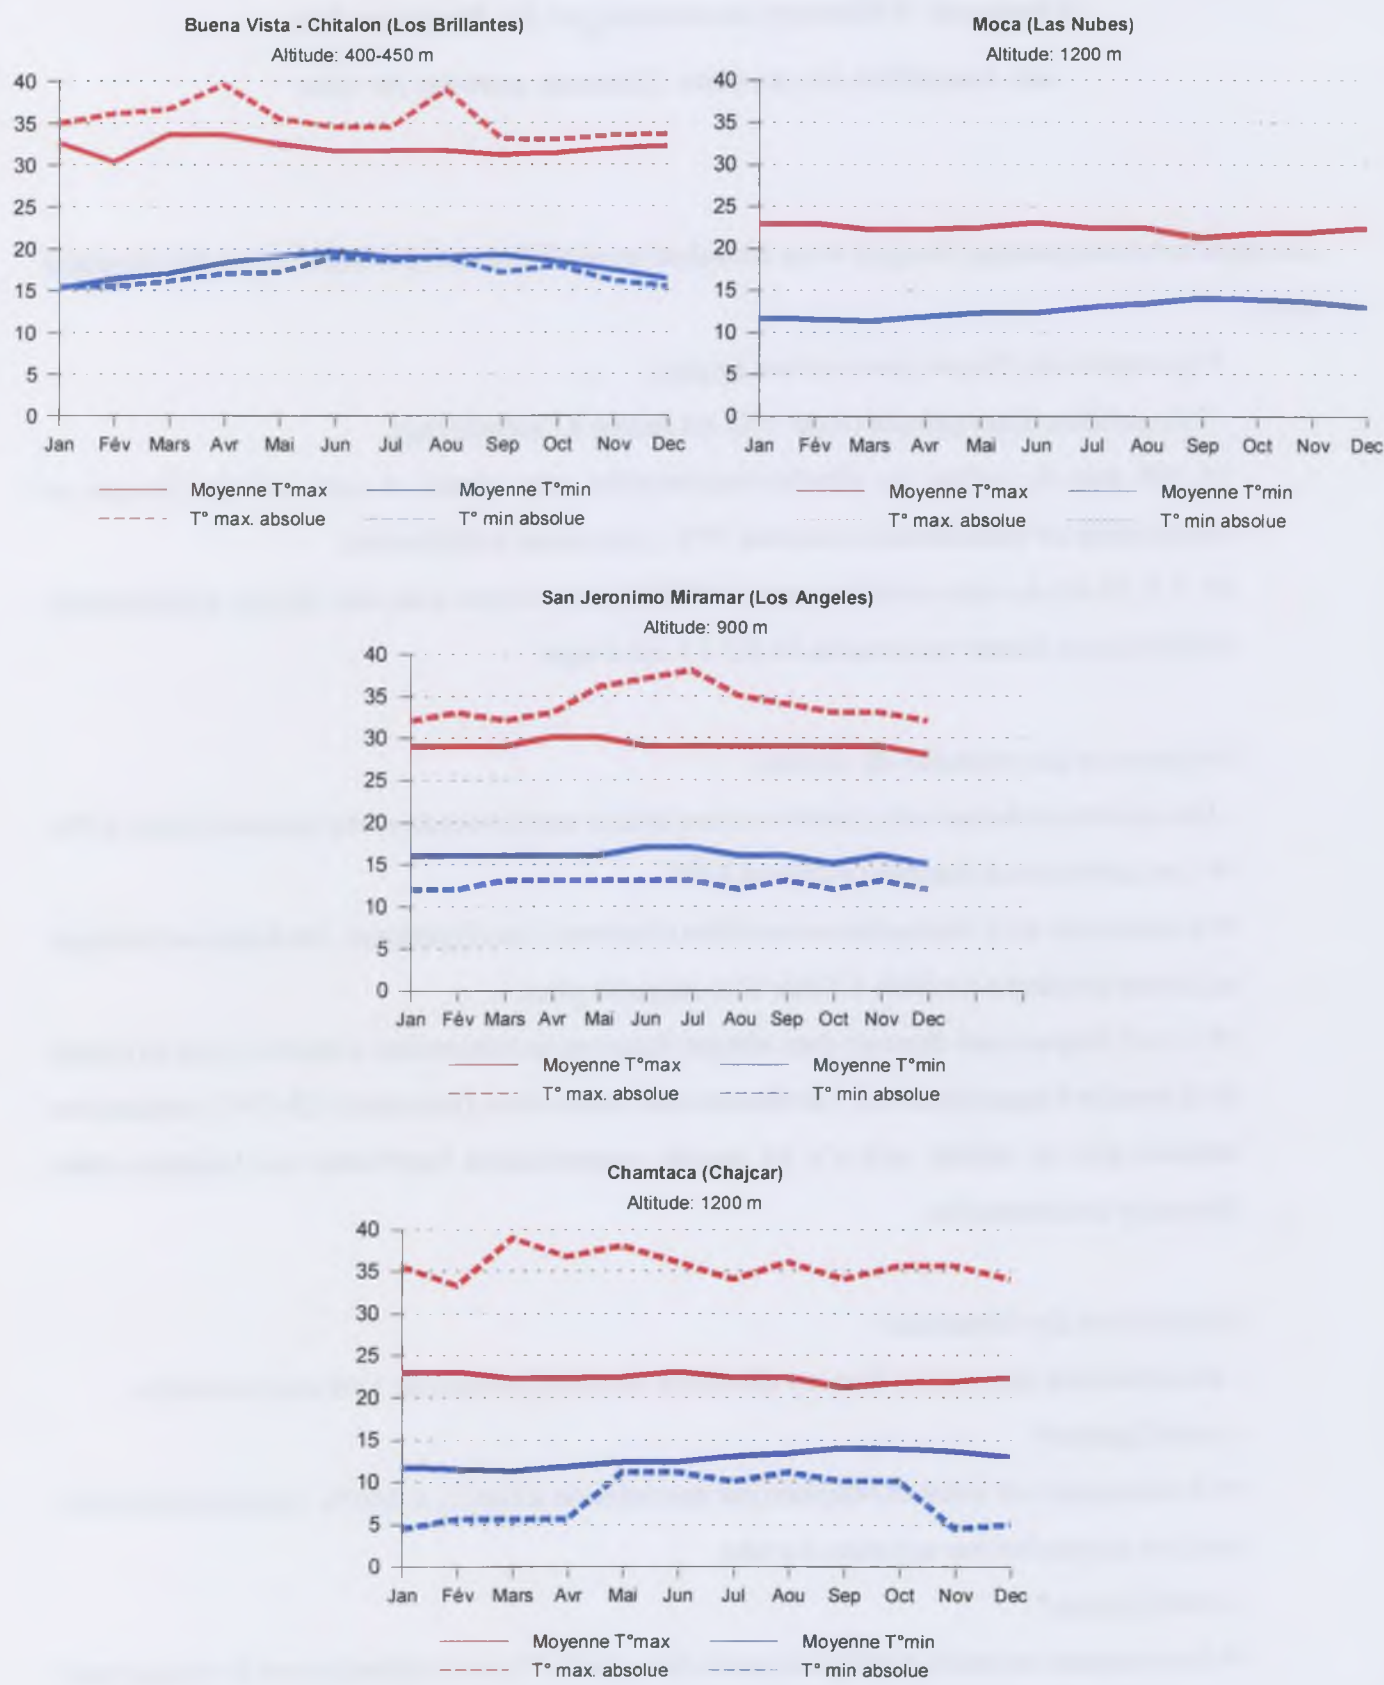 Buena Vista - Chitalon (Los Brillantes)
Altitude: 400-450 m
40
35
30
25
20
15
10
5
0
Jan Fév Mars Avr Mai Jun Jul Aou Sep Oct Nov Dec
Moyenne T°max Moyenne T°min
T° max. absolue T° min absolue
Moca (Las Nubes)
Altitude: 1200 m
40
35
30
25
20
15
10
5
0
Jan Fév Mars Avr Mai Jun Jul Aou Sep Oct Nov Dec
Moyenne T°max Moyenne T°min
T° max. absolue T° min absolue
San Jeronimo Miramar (Los Angeles)
Altitude: 900 m
40
35
30
25
20
15
10
5
0
Jan Fév Mars Avr Mai Jun Jul Aou Sep Oct Nov Dec
Moyenne T°max Moyenne T°min
T° max. absolue T° min absolue
Chamtaca (Chajcar)
Altitude: 1200 m
40
35
30
25
20
15
10
5
0
Jan Fév Mars Avr Mai Jun Jul Aou Sep Oct Nov Dec
Moyenne T°max Moyenne T°min
T° max. absolue T° min absolue